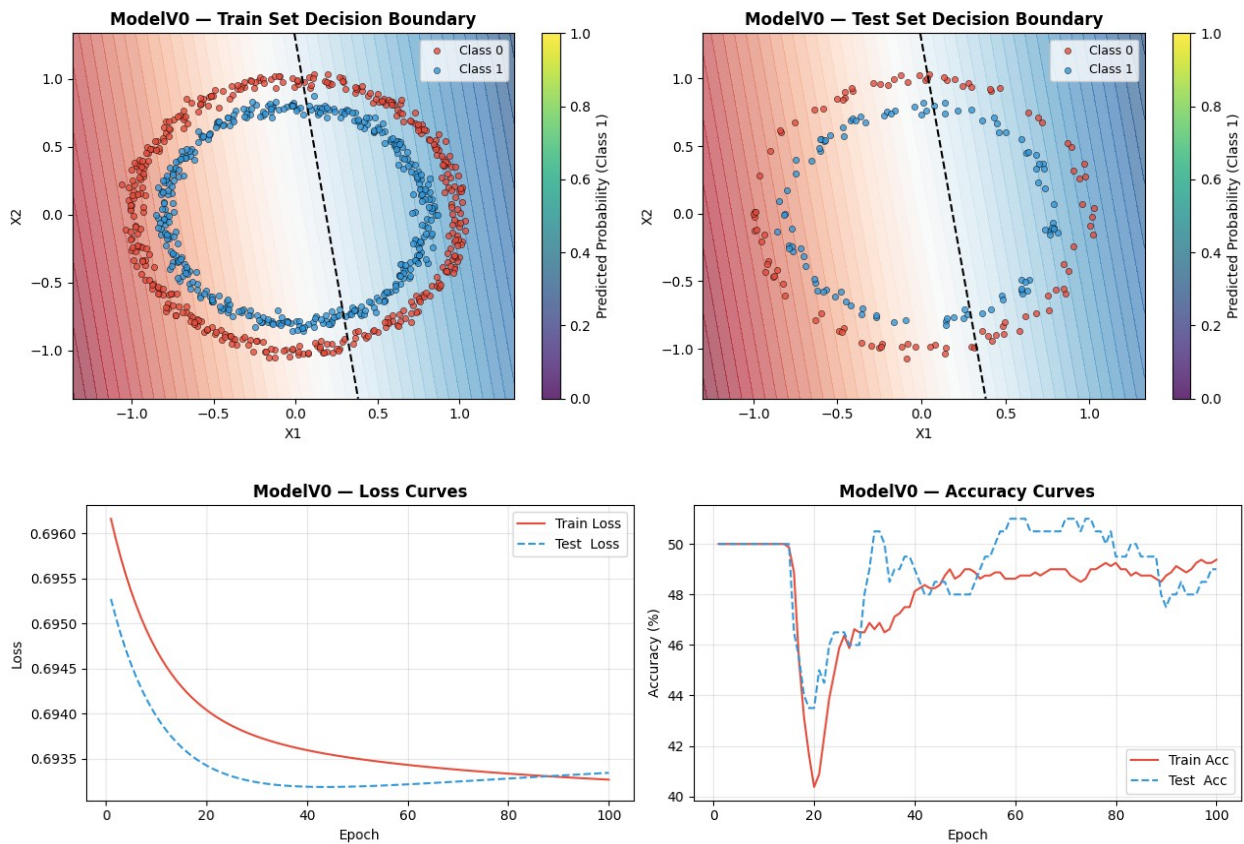 ModelV0 — Train Set Decision Boundary
Class 0
Class 1
1.0
0.5
0.0
−0.5
−1.0
X2
−1.0 −0.5 0.0 0.5 1.0
X1
1.0
0.8
0.6
0.4
0.2
0.0
Predicted Probability (Class 1)
ModelV0 — Test Set Decision Boundary
Class 0
Class 1
1.0
0.5
0.0
−0.5
−1.0
X2
−1.0 −0.5 0.0 0.5 1.0
X1
1.0
0.8
0.6
0.4
0.2
0.0
Predicted Probability (Class 1)
ModelV0 — Loss Curves
Train Loss
Test Loss
0.6960
0.6955
0.6950
0.6945
0.6940
0.6935
Loss
0 20 40 60 80 100
Epoch
ModelV0 — Accuracy Curves
50
48
46
44
42
40
Accuracy (%)
Train Acc
Test Acc
0 20 40 60 80 100
Epoch